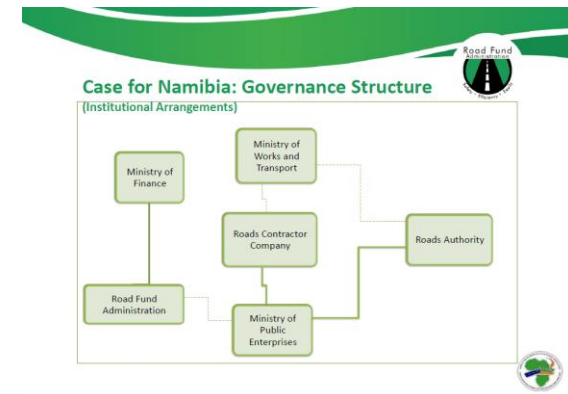 Road Fund
Administration
Case for Namibia: Governance Structure
(Institutional Arrangements)
Ministry of
Works and
Transport
Ministry of
Finance
Roads Contractor
Company
Roads Authority
Road Fund
Administration
Ministry of
Public
Enterprises